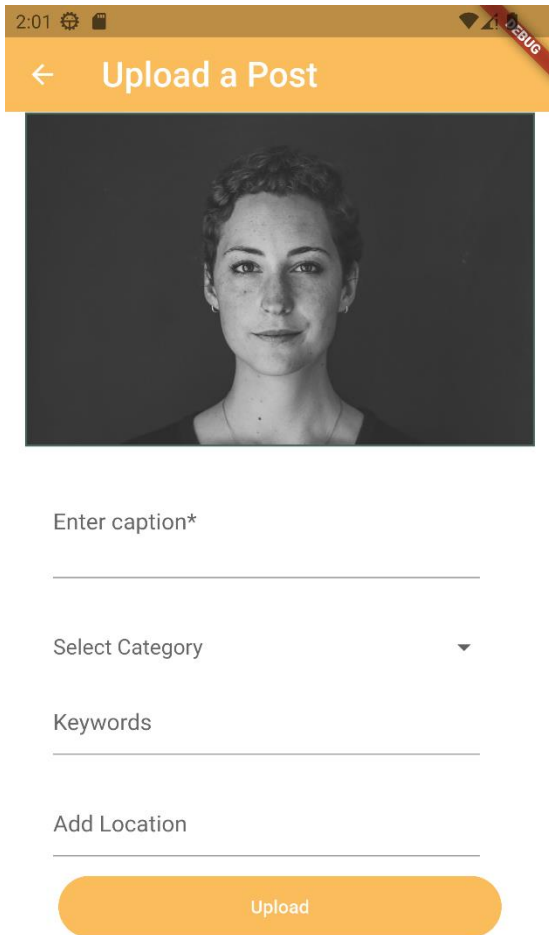 2:01
DEBUG
Upload a Post
Enter caption*
Select Category
Keywords
Add Location
Upload